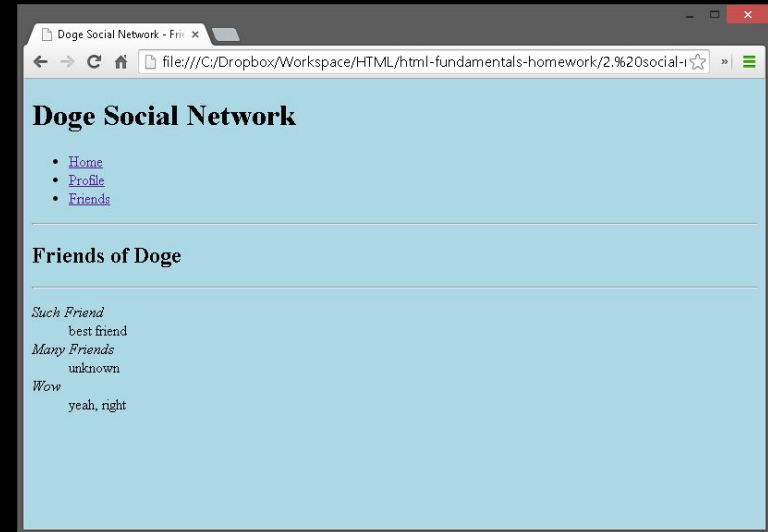 Doge Social Network - Frie
file:///C:/Dropbox/Workspace/HTML/html-fundamentals-homework/2.%20social-
Doge Social Network
Home
Profile
Friends
Friends of Doge
Such Friend
best friend
Many Friends
unknown
Wow
yeah, right